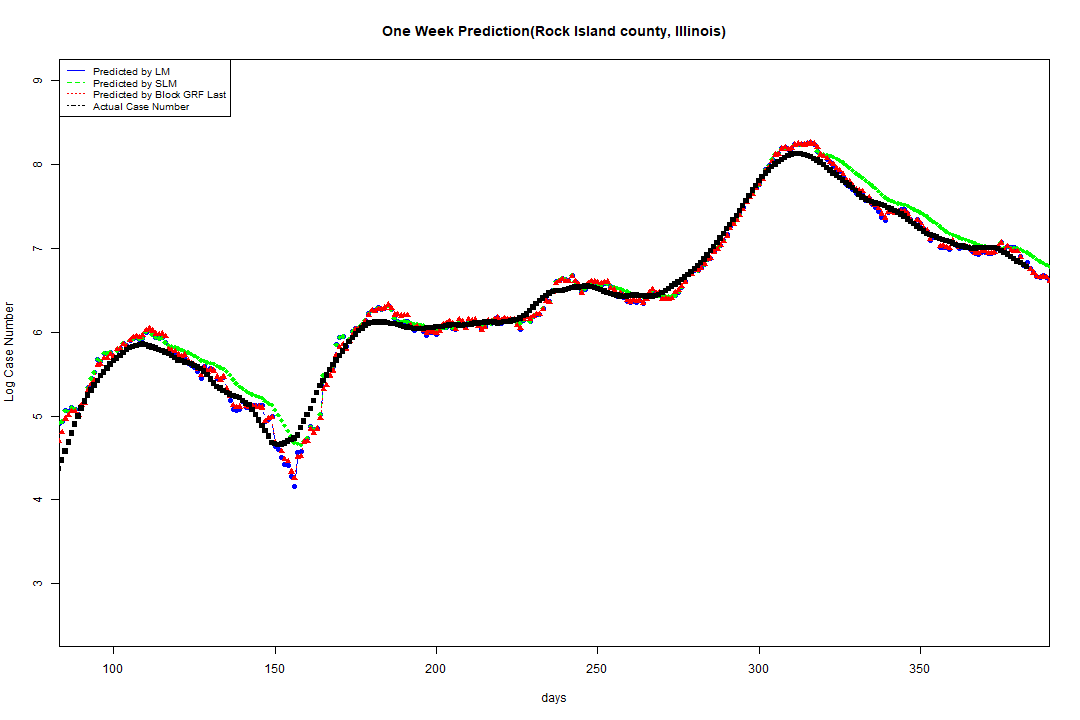 One Week Prediction(Rock Island county, Illinois)
Predicted by LM
Predicted by SLM
Predicted by Block GRF Last
Actual Case Number
9
8
7
6
5
4
3
Log Case Number
100 150 200 250 300 350
days